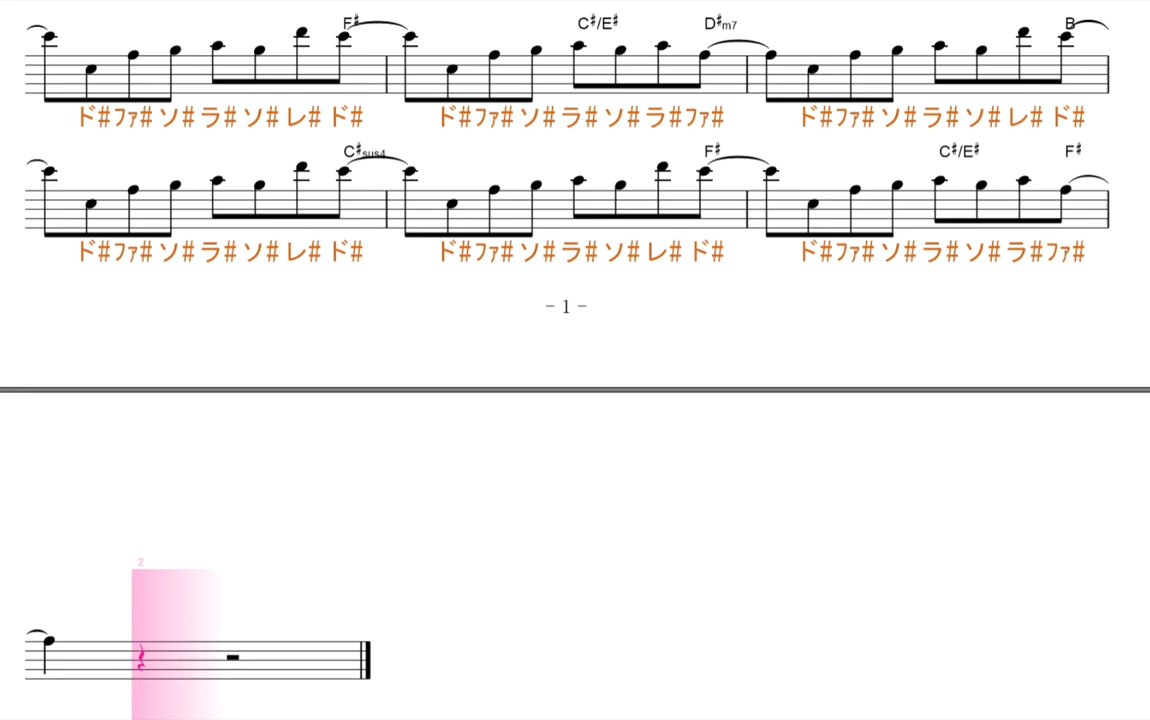 F♯ C♯/E♯ D♯m7 B
ド# ファ# ソ# ラ# ソ# レ# ド# ド# ファ# ソ# ラ# ソ# ラ# ファ# ド# ファ# ソ# ラ# ソ# レ# ド#
C♯sus4 F♯ C♯/E♯ F♯
ド# ファ# ソ# ラ# ソ# レ# ド# ド# ファ# ソ# ラ# ソ# レ# ド# ド# ファ# ソ# ラ# ソ# ラ# ファ#
- 1 -
2